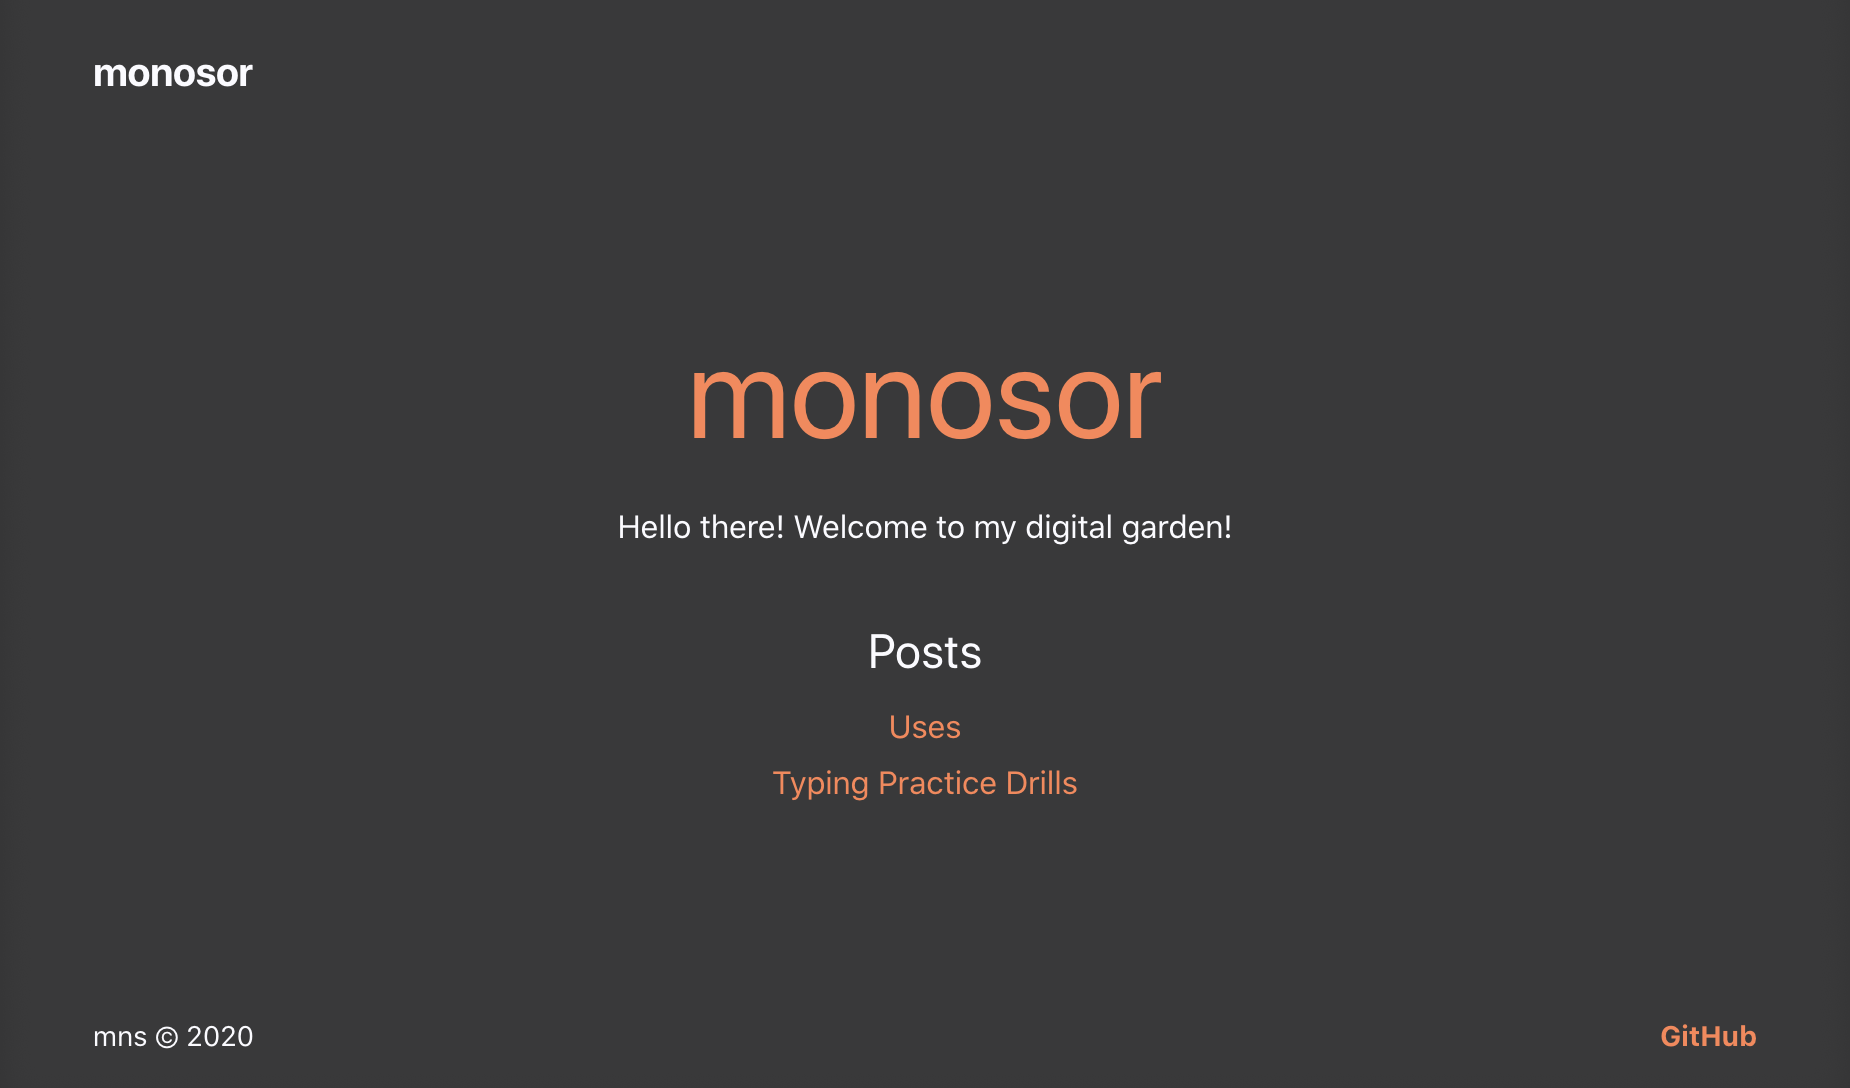 monosor
monosor
Hello there! Welcome to my digital garden!
Posts
Uses
Typing Practice Drills
mns © 2020
GitHub